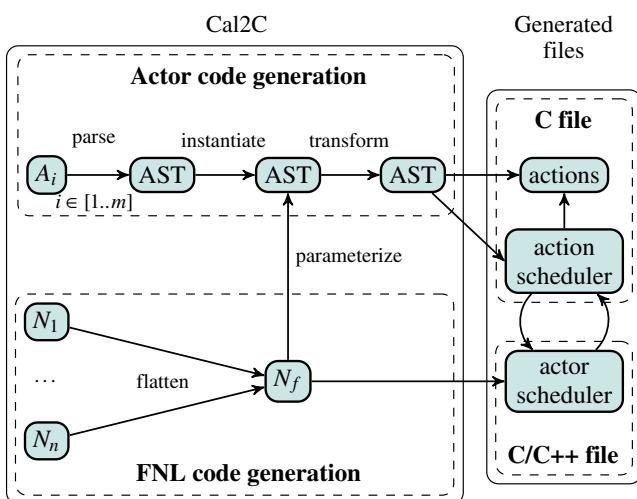 Cal2C
Generated
files
Actor code generation
C file
parse
instantiate
transform
A_i
AST
AST
AST
actions
i ∈ [1..m]
action
scheduler
parameterize
N_1
...
flatten
N_f
actor
scheduler
N_n
FNL code generation
C/C++ file